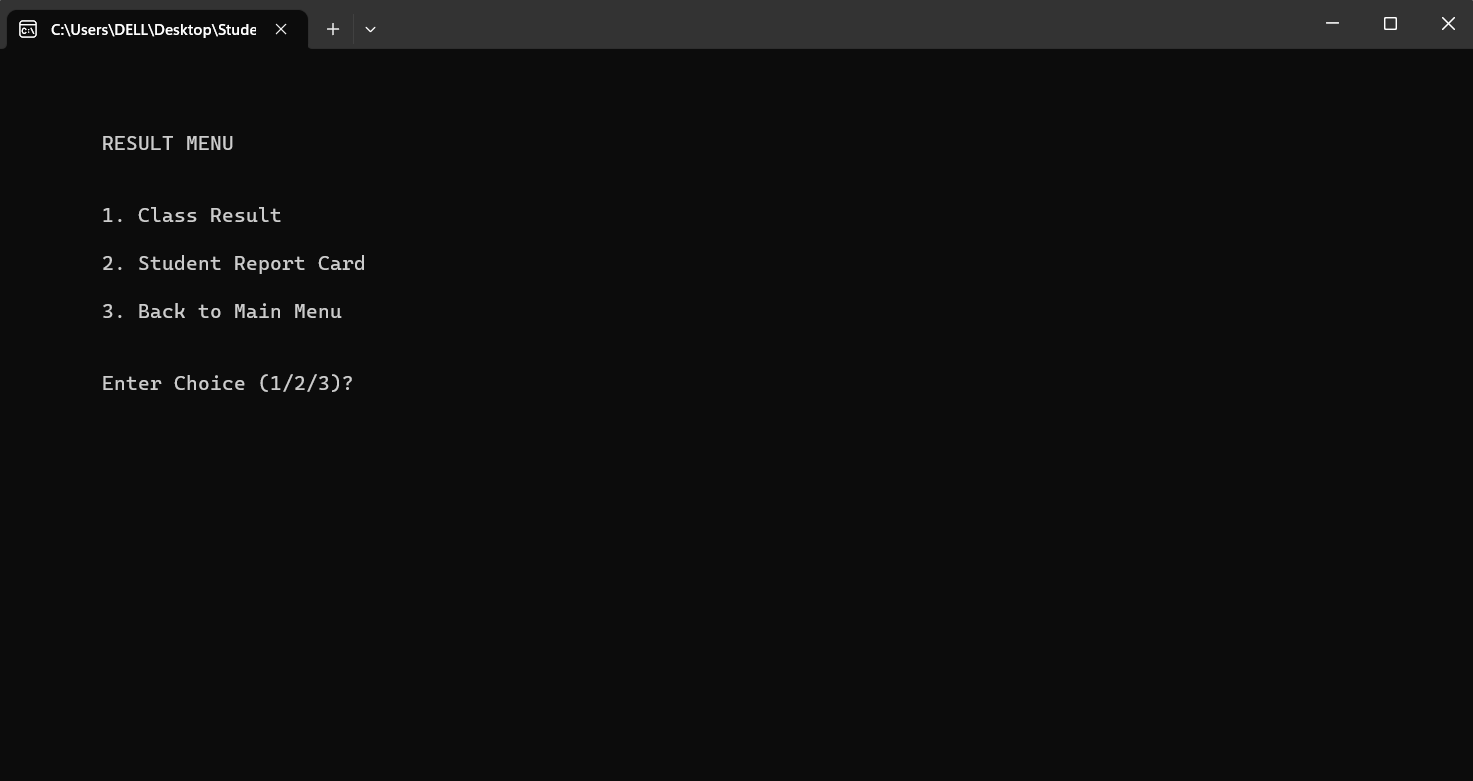 C:\Users\DELL\Desktop\Stude
RESULT MENU
1. Class Result
2. Student Report Card
3. Back to Main Menu
Enter Choice (1/2/3)?